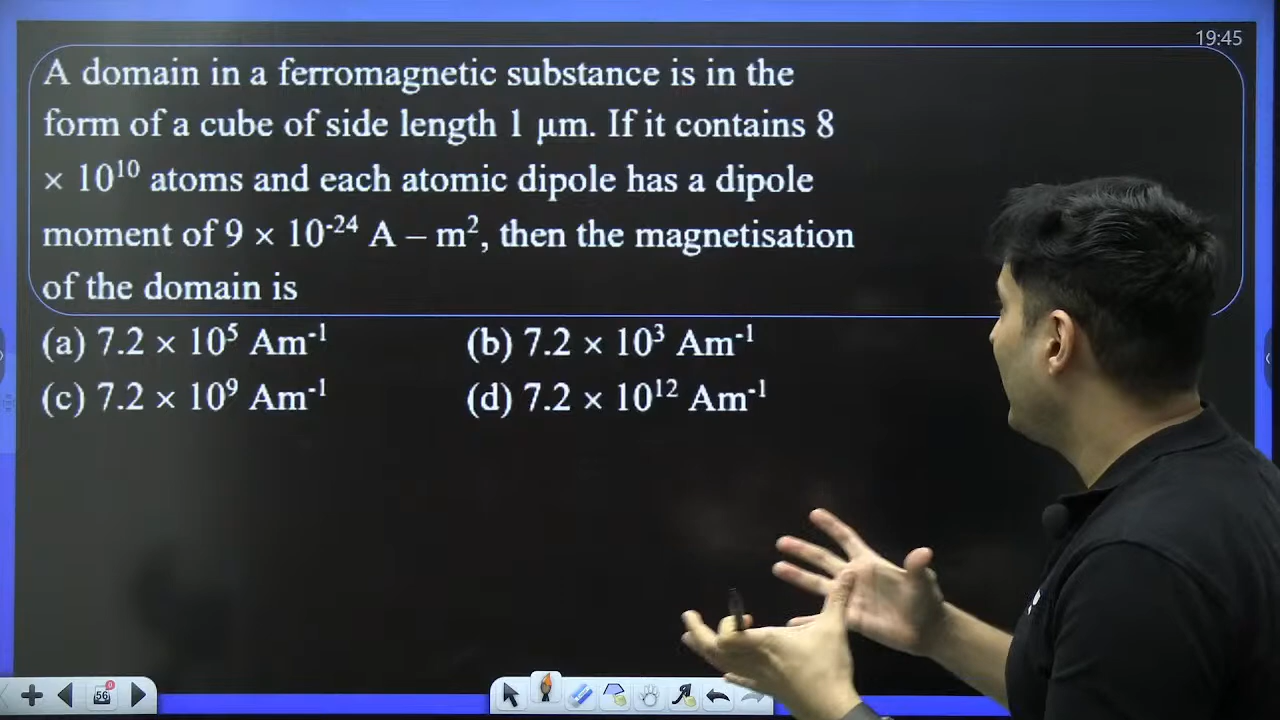 19:45
A domain in a ferromagnetic substance is in the
form of a cube of side length 1 μm. If it contains 8
× 10¹⁰ atoms and each atomic dipole has a dipole
moment of 9 × 10⁻²⁴ A – m², then the magnetisation
of the domain is
(a) 7.2 × 10⁵ Am⁻¹ (b) 7.2 × 10³ Am⁻¹
(c) 7.2 × 10⁹ Am⁻¹ (d) 7.2 × 10¹² Am⁻¹
56